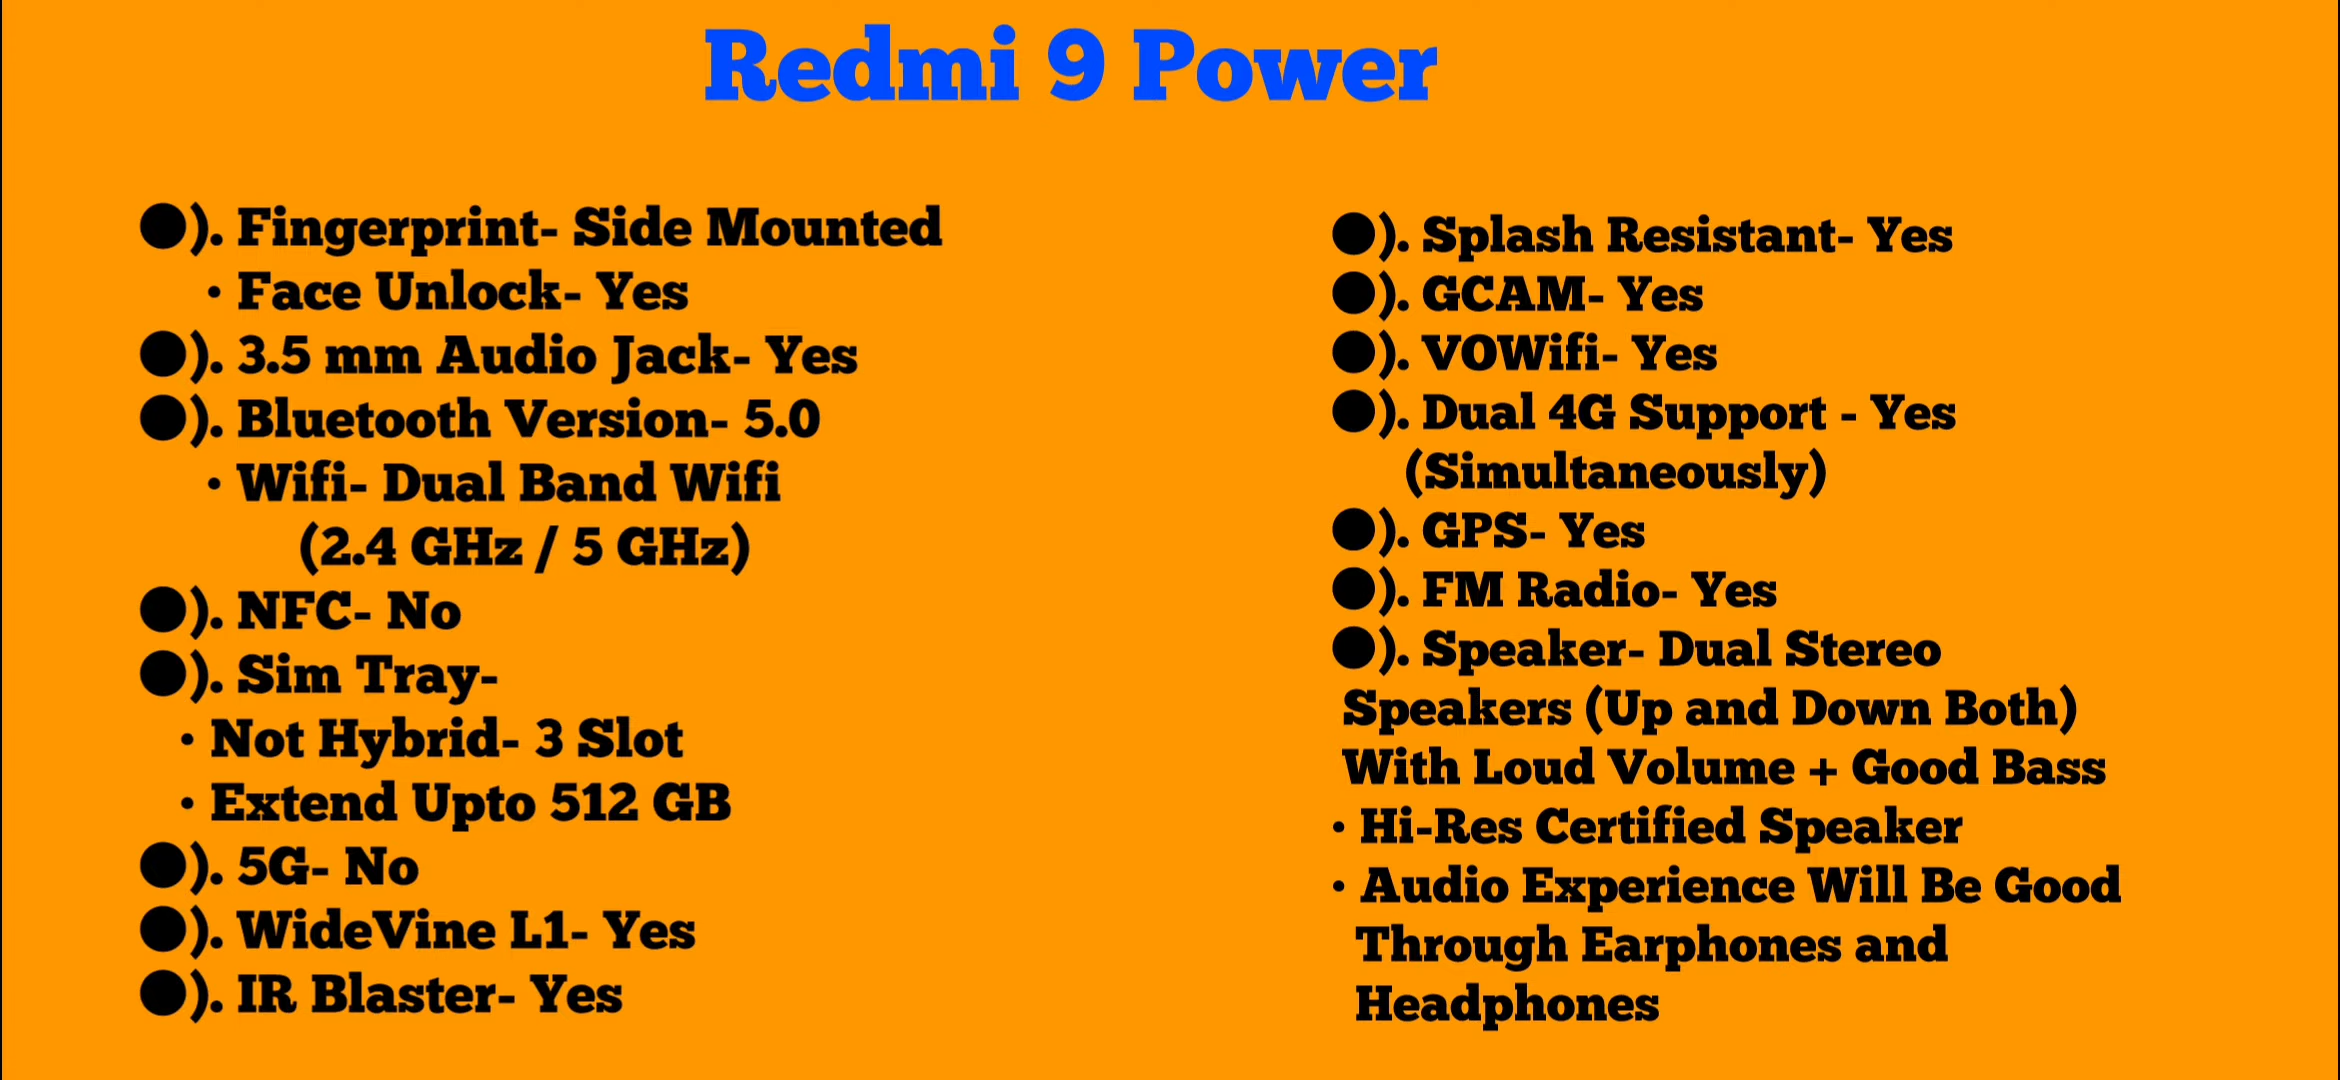 Redmi 9 Power
●). Fingerprint- Side Mounted
• Face Unlock- Yes
●). 3.5 mm Audio Jack- Yes
●). Bluetooth Version- 5.0
• Wifi- Dual Band Wifi
(2.4 GHz / 5 GHz)
●). NFC- No
●). Sim Tray-
• Not Hybrid- 3 Slot
• Extend Upto 512 GB
●). 5G- No
●). WideVine L1- Yes
●). IR Blaster- Yes
●). Splash Resistant- Yes
●). GCAM- Yes
●). VOWifi- Yes
●). Dual 4G Support - Yes
(Simultaneously)
●). GPS- Yes
●). FM Radio- Yes
●). Speaker- Dual Stereo
Speakers (Up and Down Both)
With Loud Volume + Good Bass
• Hi-Res Certified Speaker
• Audio Experience Will Be Good
Through Earphones and
Headphones